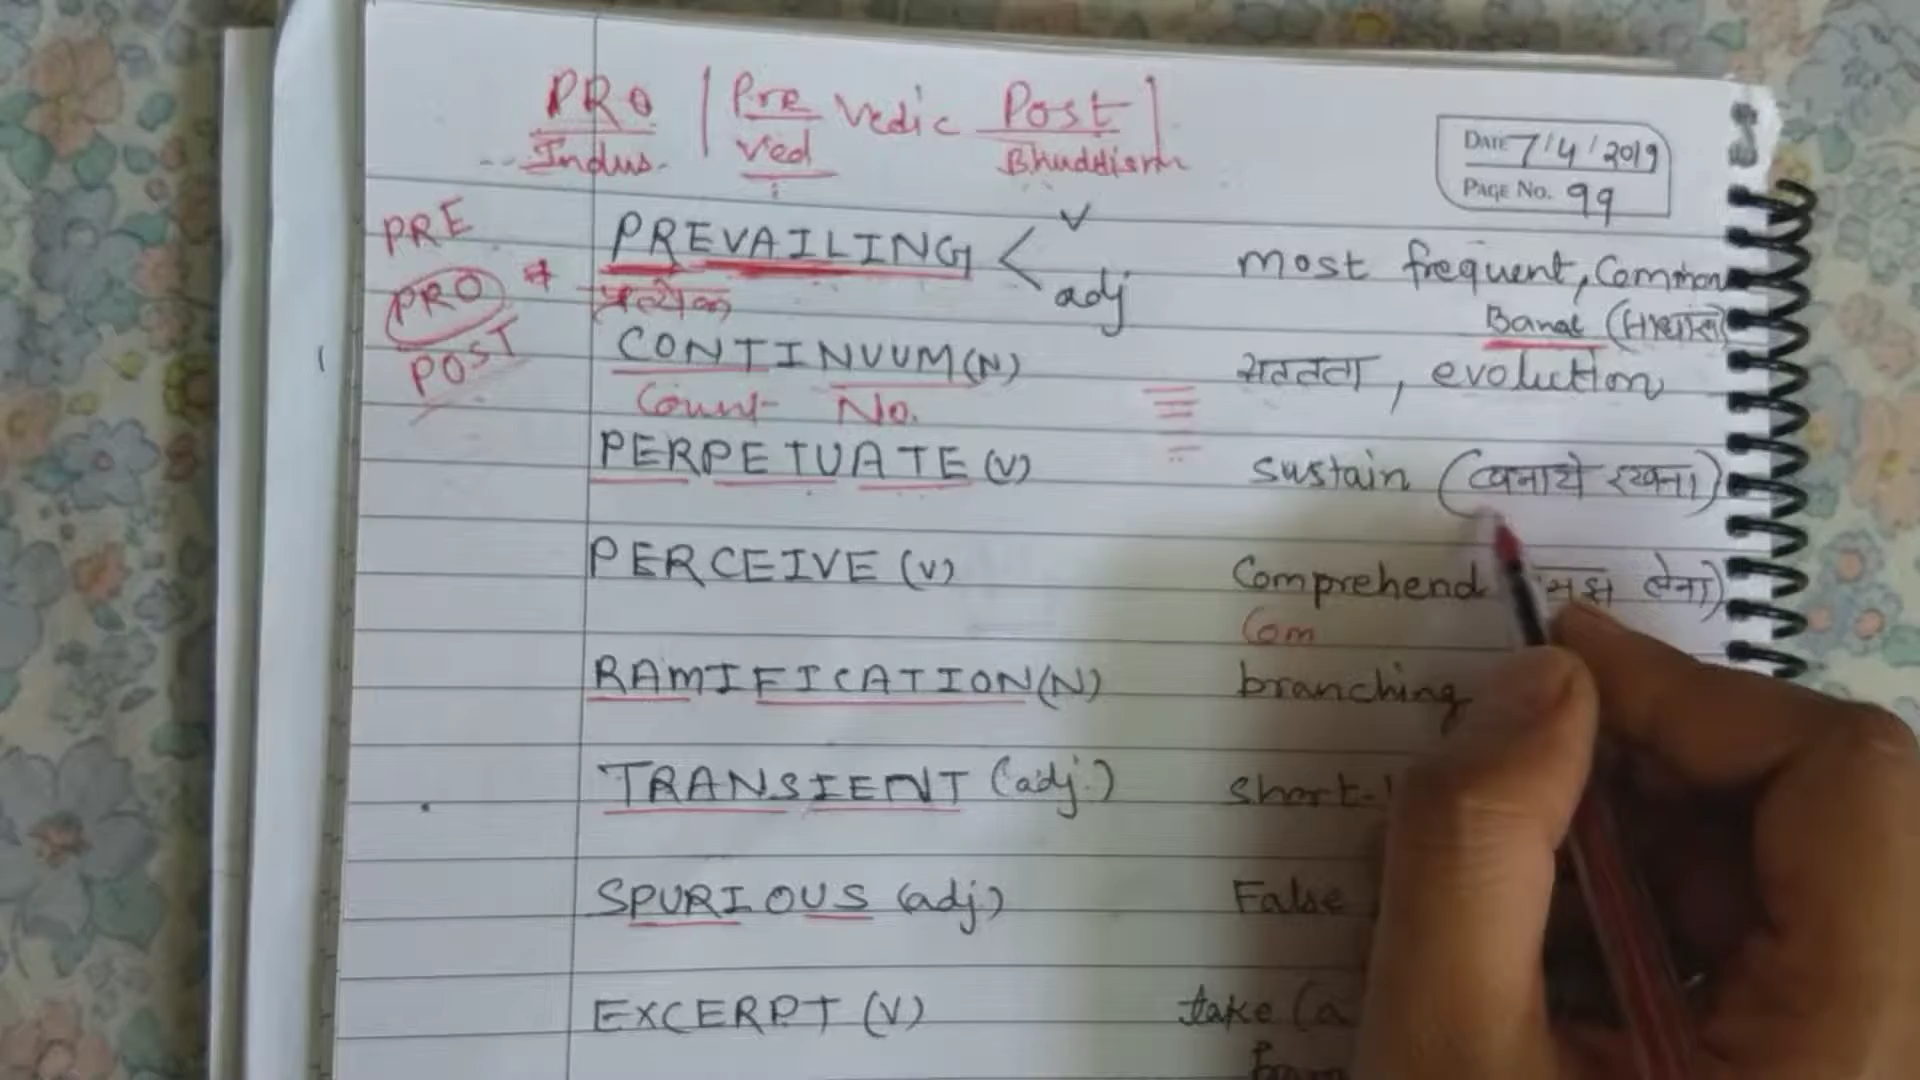 PRO | Pre Vedic Post |
Indus. Ved Bhuddism
DATE 7/4/2019
PAGE No. 99
PRE
PRO *
POST
PREVAILING < v
adj
most frequent, Common
प्रत्येक
Banal
CONTINUUM (N)
सततता, evolution
Count No.
PERPETUATE (V)
sustain (बनाये रखना)
PERCEIVE (V)
Comprehend लेना)
Com
RAMIFICATION (N)
branching
TRANSIENT (adj.)
short-
SPURIOUS (adj.)
False
EXCERPT (V)
take (a